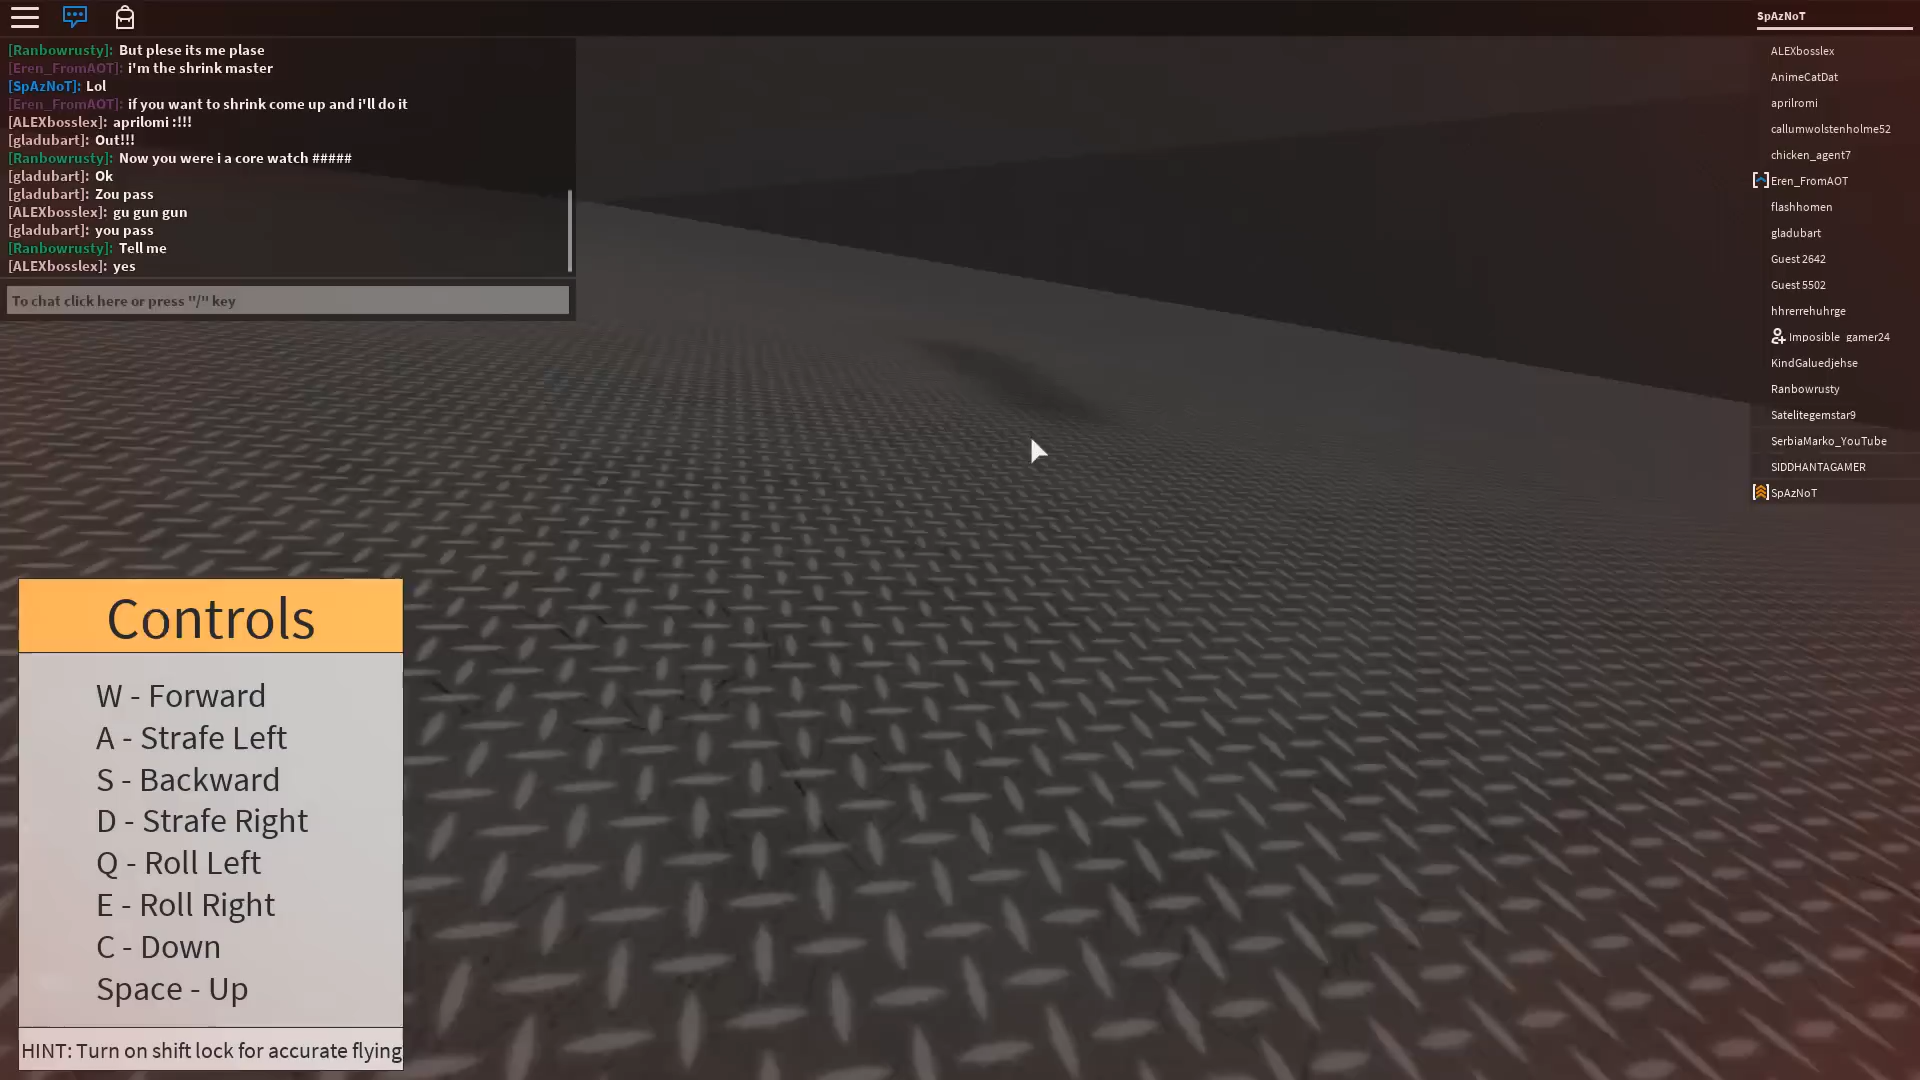 [Ranbowrusty]: But plese its me plase
[Eren_FromAOT]: i'm the shrink master
[SpAzNoT]: Lol
[Eren_FromAOT]: if you want to shrink come up and i'll do it
[ALEXbosslex]: aprilomi :!!!
[gladubart]: Out!!!
[Ranbowrusty]: Now you were i a core watch #####
[gladubart]: Ok
[gladubart]: Zou pass
[ALEXbosslex]: gu gun gun
[gladubart]: you pass
[Ranbowrusty]: Tell me
[ALEXbosslex]: yes
To chat click here or press "/" key
SpAzNoT
ALEXbosslex
AnimeCatDat
aprilromi
callumwolstenholme52
chicken_agent7
Eren_FromAOT
flashhomen
gladubart
Guest 2642
Guest 5502
hhrerrehuhrge
Imposible_gamer24
KindGaluedjehse
Ranbowrusty
Satelitegemstar9
SerbiaMarko_YouTube
SIDDHANTAGAMER
SpAzNoT
Controls
W - Forward
A - Strafe Left
S - Backward
D - Strafe Right
Q - Roll Left
E - Roll Right
C - Down
Space - Up
HINT: Turn on shift lock for accurate flying